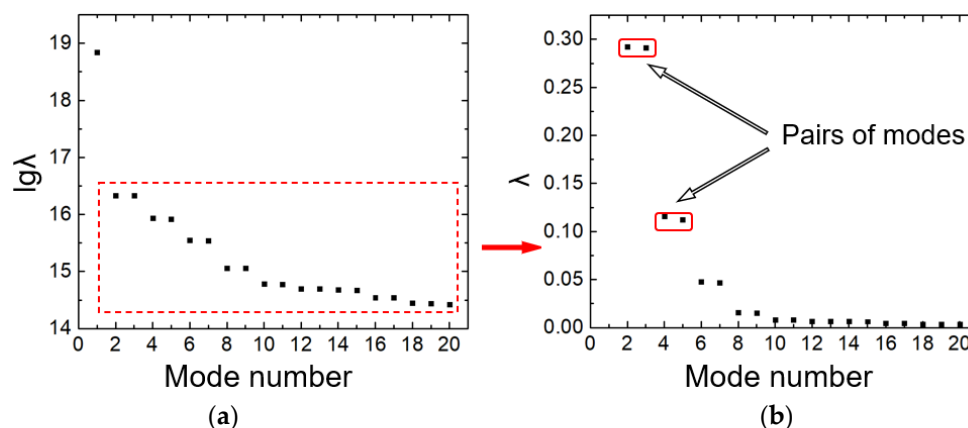 19
18
17
16
15
14
lgλ
0 2 4 6 8 10 12 14 16 18 20
Mode number
(a)
0.30
0.25
0.20
0.15
0.10
0.05
0.00
λ
Pairs of modes
0 2 4 6 8 10 12 14 16 18 20
Mode number
(b)